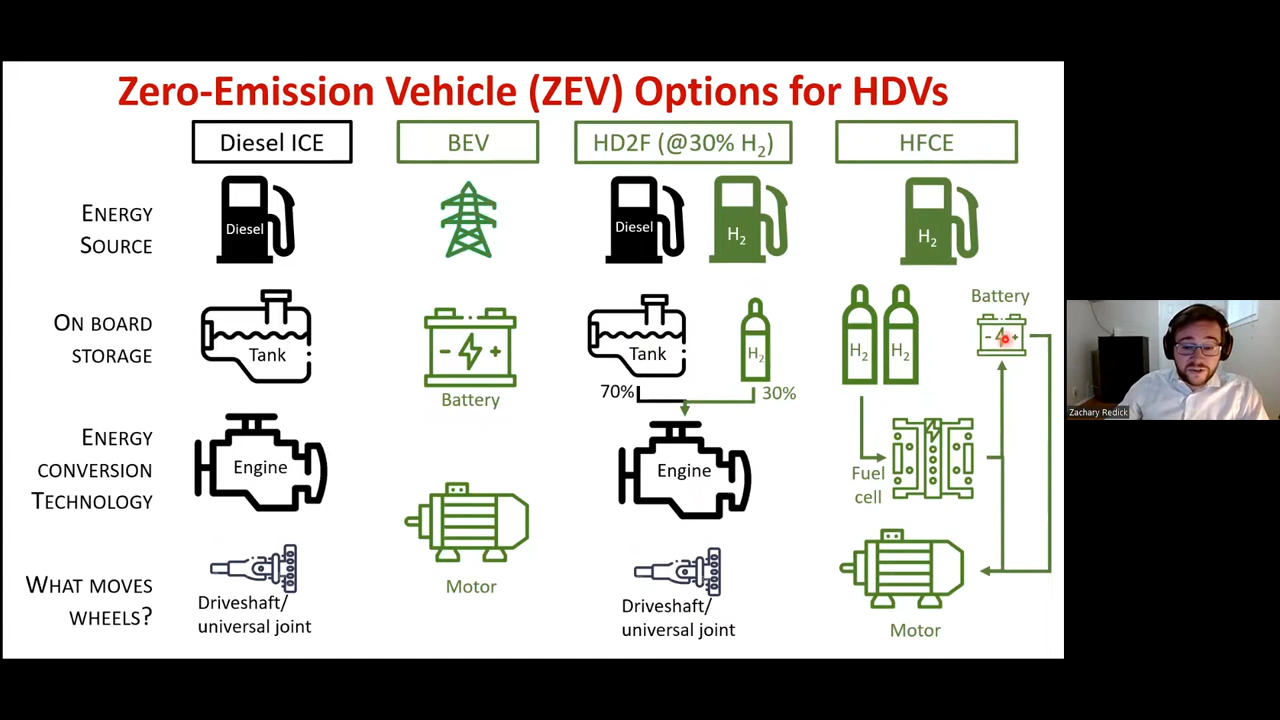 Zero-Emission Vehicle (ZEV) Options for HDVs
Diesel ICE
BEV
HD2F (@30% H₂)
HFCE
ENERGY
SOURCE
Diesel
Diesel
H₂
H₂
ON BOARD
STORAGE
Tank
Battery
Tank
H₂
70%
30%
H₂
H₂
Battery
ENERGY
CONVERSION
TECHNOLOGY
Engine
Engine
Fuel
cell
WHAT MOVES
WHEELS?
Driveshaft/
universal joint
Motor
Driveshaft/
universal joint
Motor
Zachary Redick